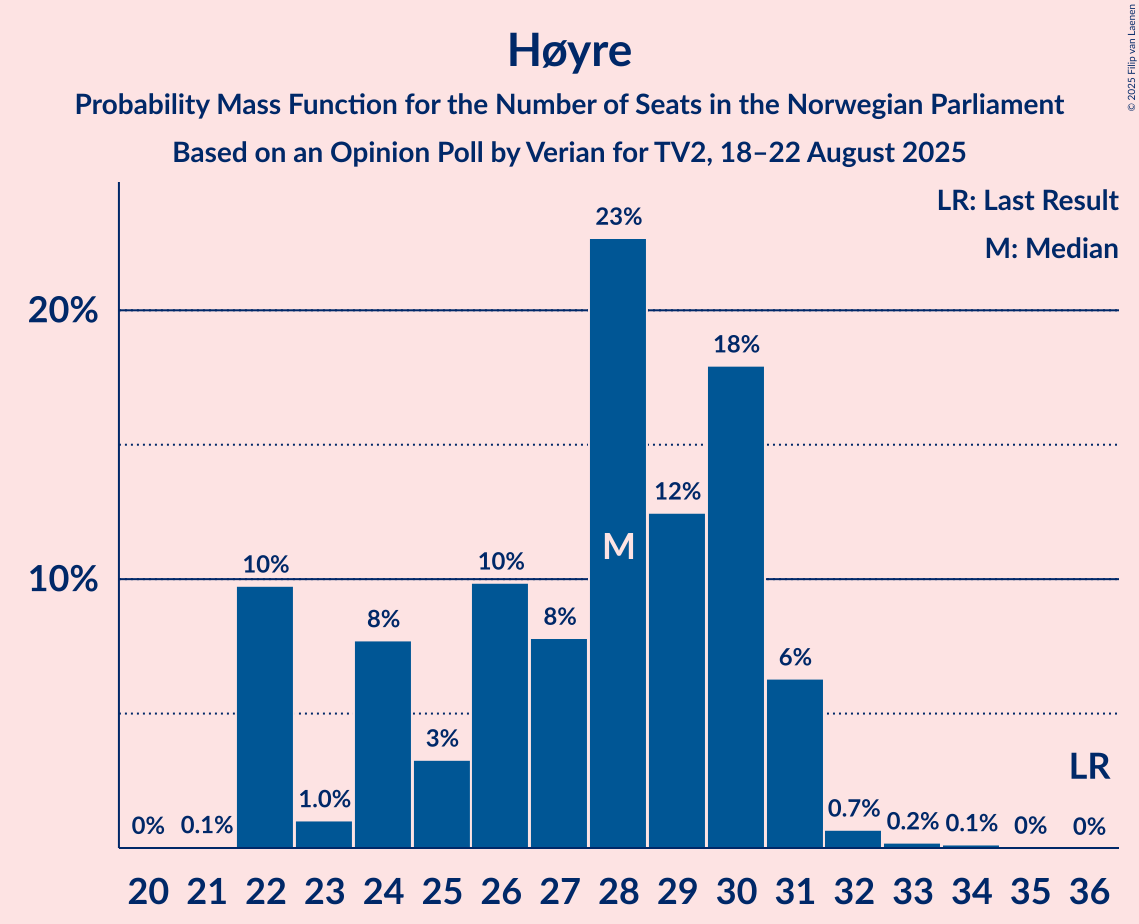 Høyre
Probability Mass Function for the Number of Seats in the Norwegian Parliament
Based on an Opinion Poll by Verian for TV2, 18–22 August 2025
© 2025 Filip van Laenen
LR: Last Result
M: Median
20%
10%
0%
0.1%
10%
1.0%
8%
3%
10%
8%
23%
12%
18%
6%
0.7%
0.2%
0.1%
0%
0%
M
LR
20 21 22 23 24 25 26 27 28 29 30 31 32 33 34 35 36